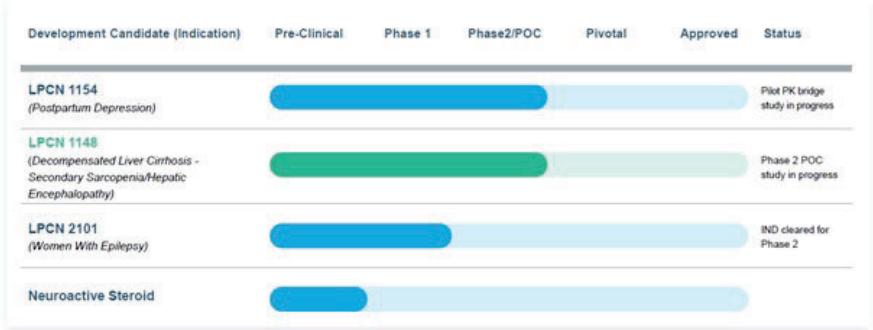 Development Candidate (Indication) Pre-Clinical Phase 1 Phase2/POC Pivotal Approved Status
LPCN 1154
(Postpartum Depression)
Pilot PK bridge
study in progress
LPCN 1148
(Decompensated Liver Cirrhosis -
Secondary Sarcopenia/Hepatic
Encephalopathy)
Phase 2 POC
study in progress
LPCN 2101
(Women With Epilepsy)
IND cleared for
Phase 2
Neuroactive Steroid